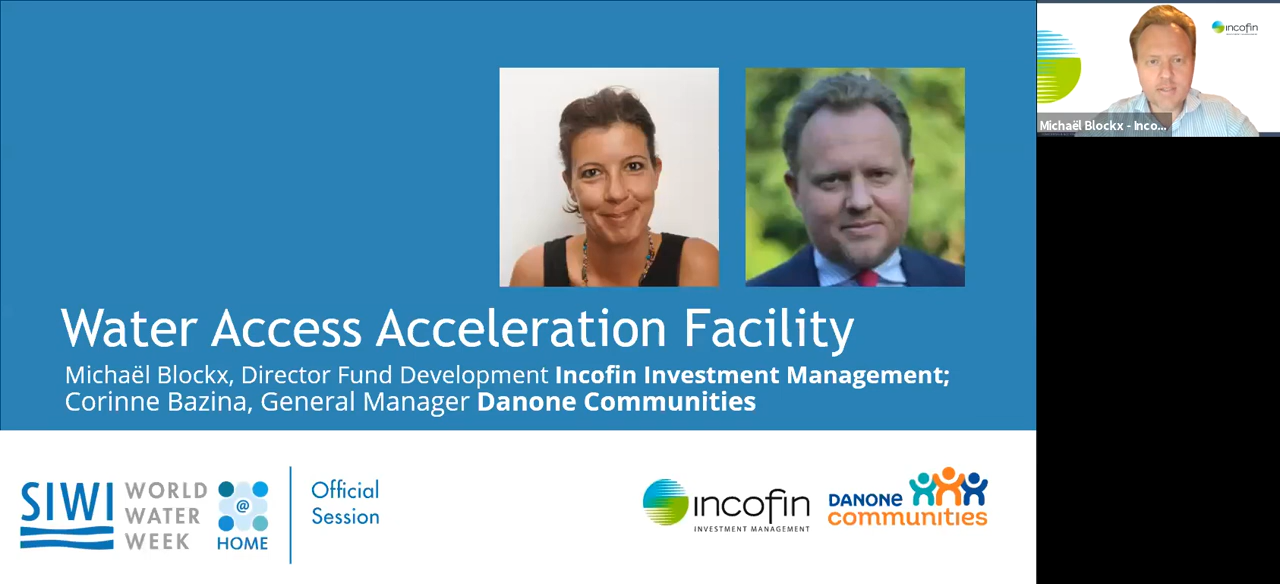 incofin
Michaël Blockx - Inco...
Water Access Acceleration Facility
Michaël Blockx, Director Fund Development Incofin Investment Management;
Corinne Bazina, General Manager Danone Communities
SIWI
WORLD
WATER
WEEK
@
HOME
Official
Session
incofin
INVESTMENT MANAGEMENT
DANONE
communities